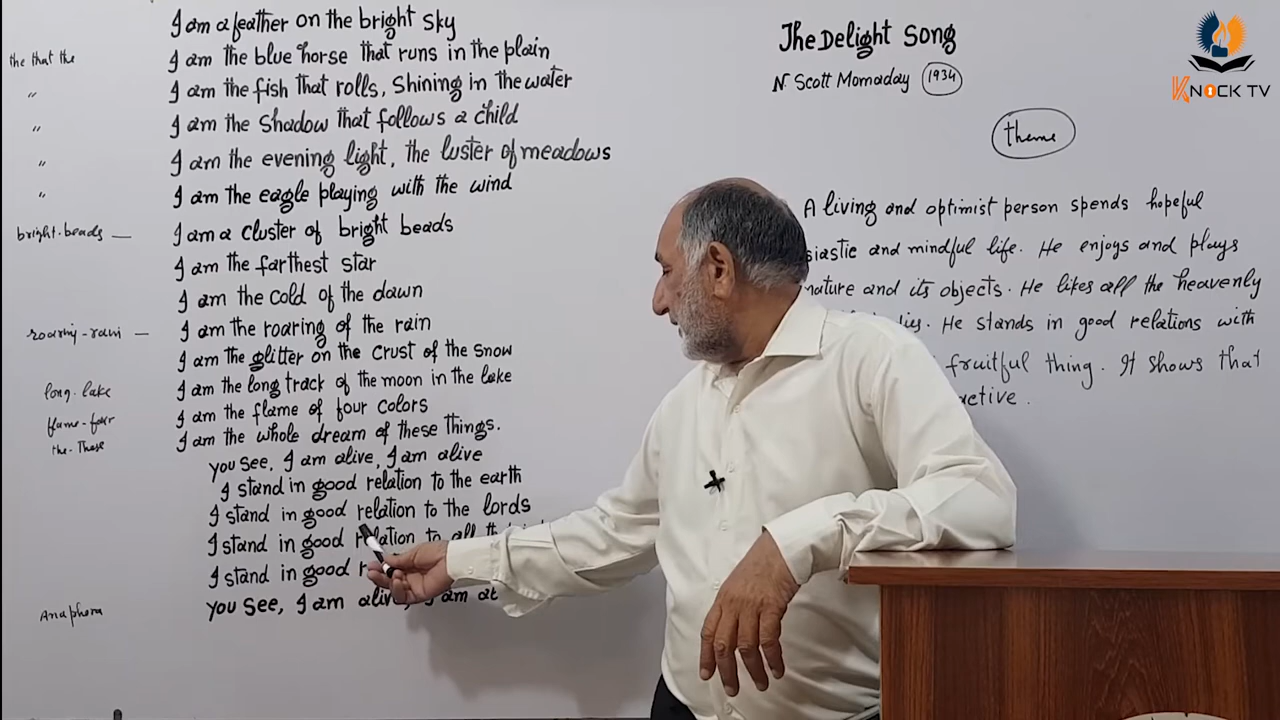 I am a feather on the bright sky
the that the I am the blue horse that runs in the plain
" I am the fish that rolls, Shining in the water
" I am the Shadow that follows a child
" I am the evening light, the luster of meadows
" I am the eagle playing with the wind
bright.beads — I am a cluster of bright beads
I am the farthest star
I am the cold of the dawn
roaring-rain — I am the roaring of the rain
I am the glitter on the crust of the snow
long.lake I am the long track of the moon in the lake
flame-four I am the flame of four colors
the-These I am the whole dream of these things.
you see, I am alive, I am alive
I stand in good relation to the earth
I stand in good relation to the lords
I stand in good relation to all
I stand in good
Anaphora you see, I am alive, I am
The Delight Song
N. Scott Momaday 1934
theme
A living and optimist person spends hopeful
siastic and mindful life. He enjoys and plays
nature and its objects. He likes all the heavenly
He stands in good relations with
fruitful thing. It shows that
active.
KNOCK TV